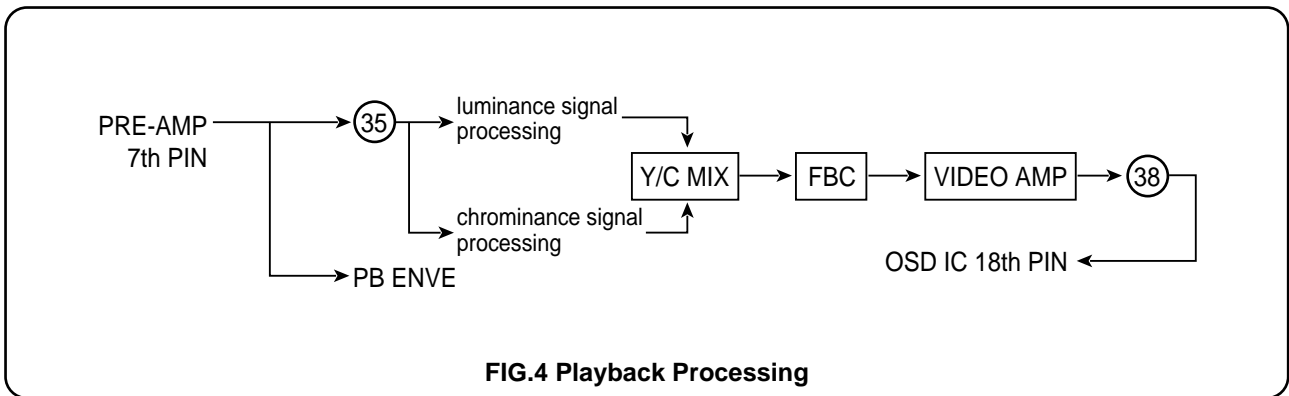 PRE-AMP
7th PIN
35
luminance signal
processing
chrominance signal
processing
PB ENVE
Y/C MIX
FBC
VIDEO AMP
38
OSD IC 18th PIN
FIG.4 Playback Processing